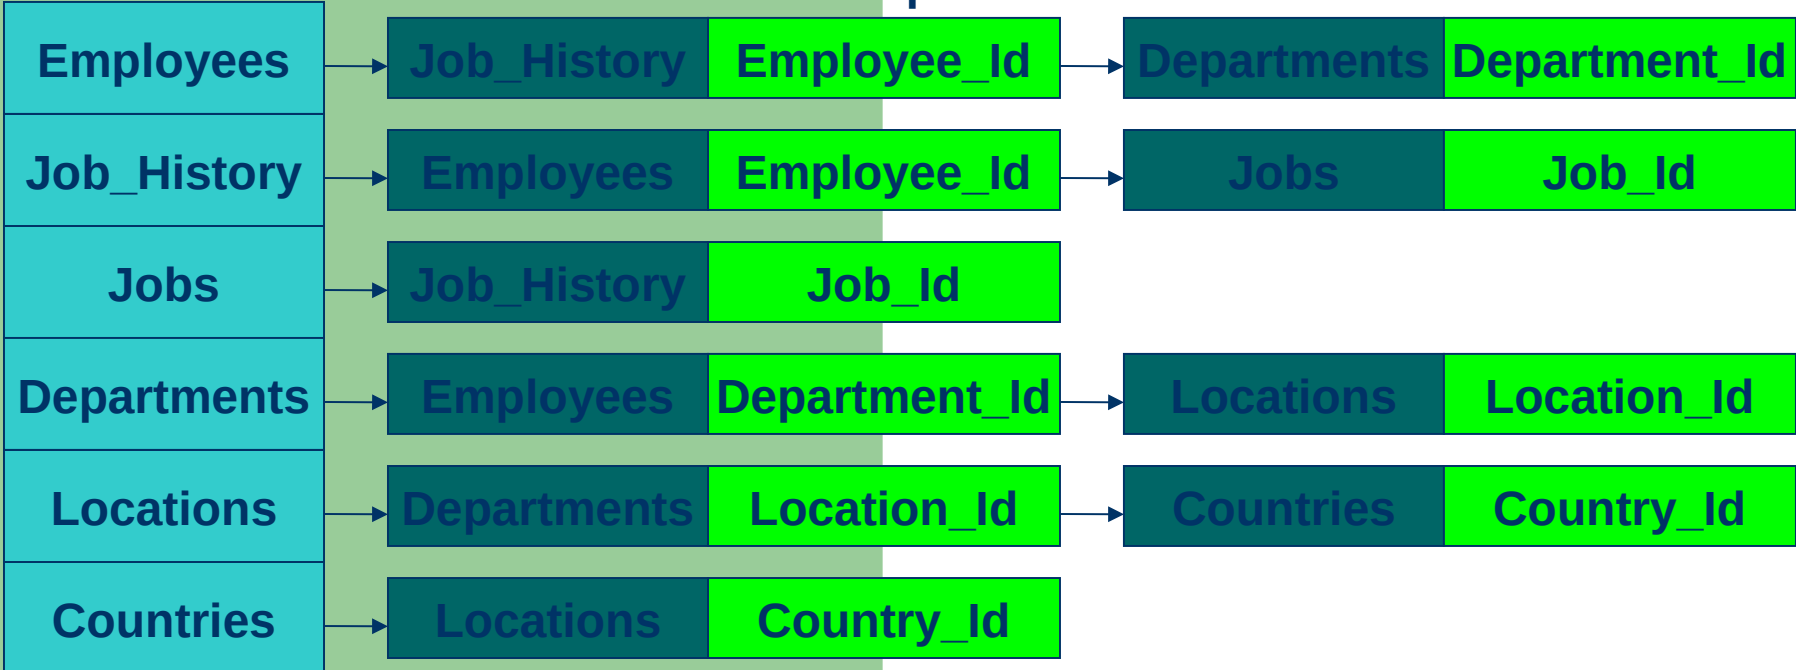 Employees Job_History Employee_Id Departments Department_Id
Job_History Employees Employee_Id Jobs Job_Id
Jobs Job_History Job_Id
Departments Employees Department_Id Locations Location_Id
Locations Departments Location_Id Countries Country_Id
Countries Locations Country_Id